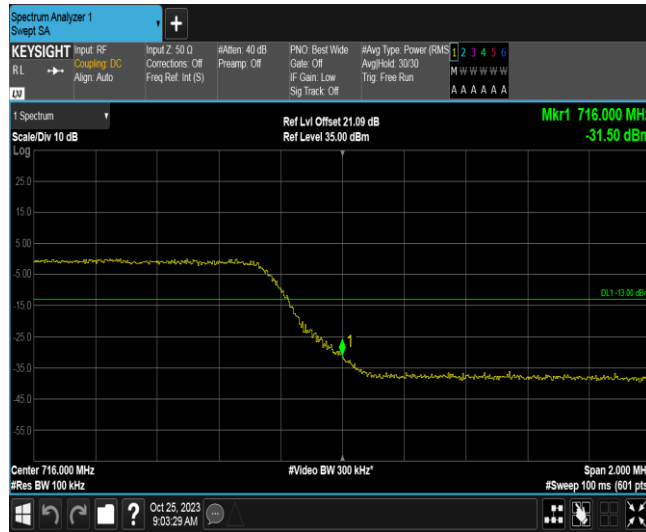 Spectrum Analyzer 1
Swept SA
+
KEYSIGHT
RL
LXI
Input: RF
Coupling: DC
Align: Auto
Input Z: 50 Ω
Corrections: Off
Freq Ref: Int (S)
#Atten: 40 dB
Preamp: Off
PNO: Best Wide
Gate: Off
IF Gain: Low
Sig Track: Off
#Avg Type: Power (RMS
Avg|Hold: 30/30
Trig: Free Run
1 2 3 4 5 6
M W W W W W
A A A A A A
1 Spectrum
Scale/Div 10 dB
Log
Ref Lvl Offset 21.09 dB
Ref Level 35.00 dBm
Mkr1 716.000 MHz
-31.50 dBm
25.0
15.0
5.00
-5.00
-15.0
-25.0
-35.0
-45.0
-55.0
DL1 -13.00 dBm
1
Center 716.000 MHz
#Res BW 100 kHz
#Video BW 300 kHz*
Span 2.000 MHz
#Sweep 100 ms (601 pts)
?
Oct 25, 2023
9:03:29 AM